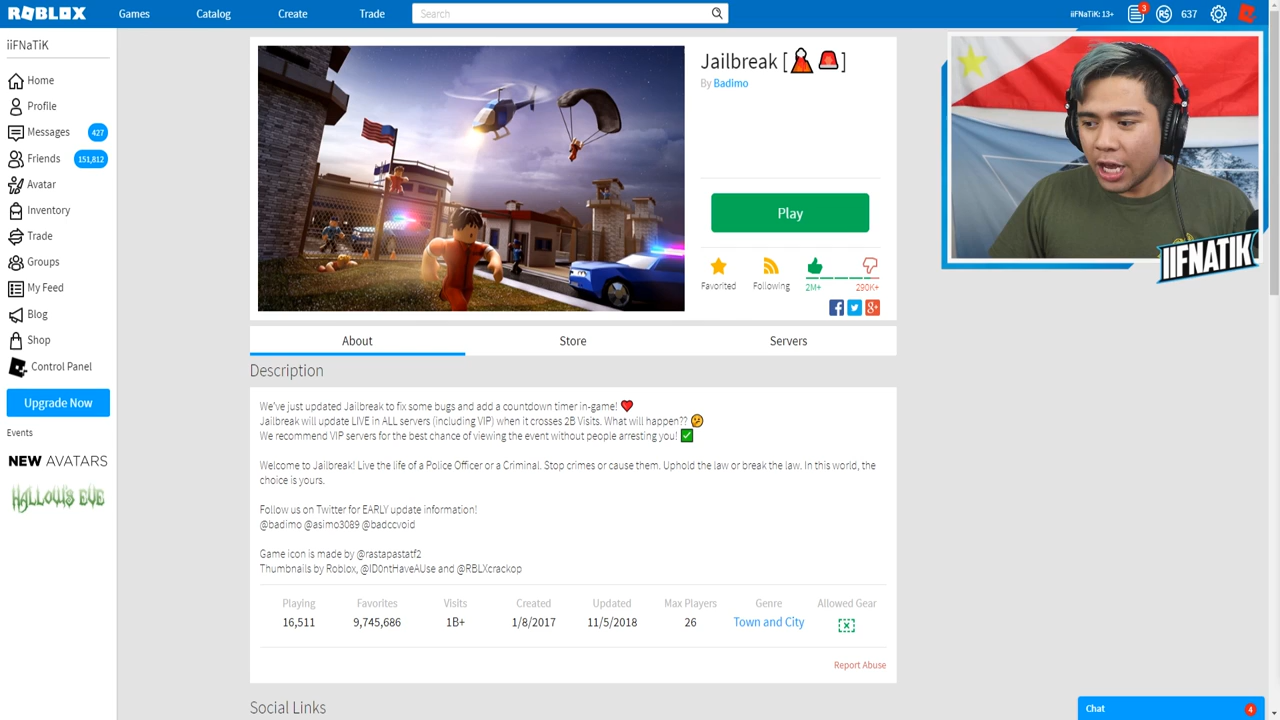 ROBLOX
Games
Catalog
Create
Trade
Search
iiFNaTiK: 13+
3
R$
637
iiFNaTiK
Home
Profile
Messages
427
Friends
151,812
Avatar
Inventory
Trade
Groups
My Feed
Blog
Shop
Control Panel
Upgrade Now
Events
NEW AVATARS
HALLOW'S EVE
Jailbreak [🌋🚨]
By Badimo
Play
Favorited
Following
2M+
290K+
IIFNATIK
About
Store
Servers
Description
We've just updated Jailbreak to fix some bugs and add a countdown timer in-game! ❤️
Jailbreak will update LIVE in ALL servers (including VIP) when it crosses 2B Visits. What will happen?? 😕
We recommend VIP servers for the best chance of viewing the event without people arresting you! ✅
Welcome to Jailbreak! Live the life of a Police Officer or a Criminal. Stop crimes or cause them. Uphold the law or break the law. In this world, the
choice is yours.
Follow us on Twitter for EARLY update information!
@badimo @asimo3089 @badccvoid
Game icon is made by @rastapastatf2
Thumbnails by Roblox, @ID0ntHaveAUse and @RBLXcrackop
Playing Favorites Visits Created Updated Max Players Genre Allowed Gear
16,511 9,745,686 1B+ 1/8/2017 11/5/2018 26 Town and City
Report Abuse
Social Links
Chat
4